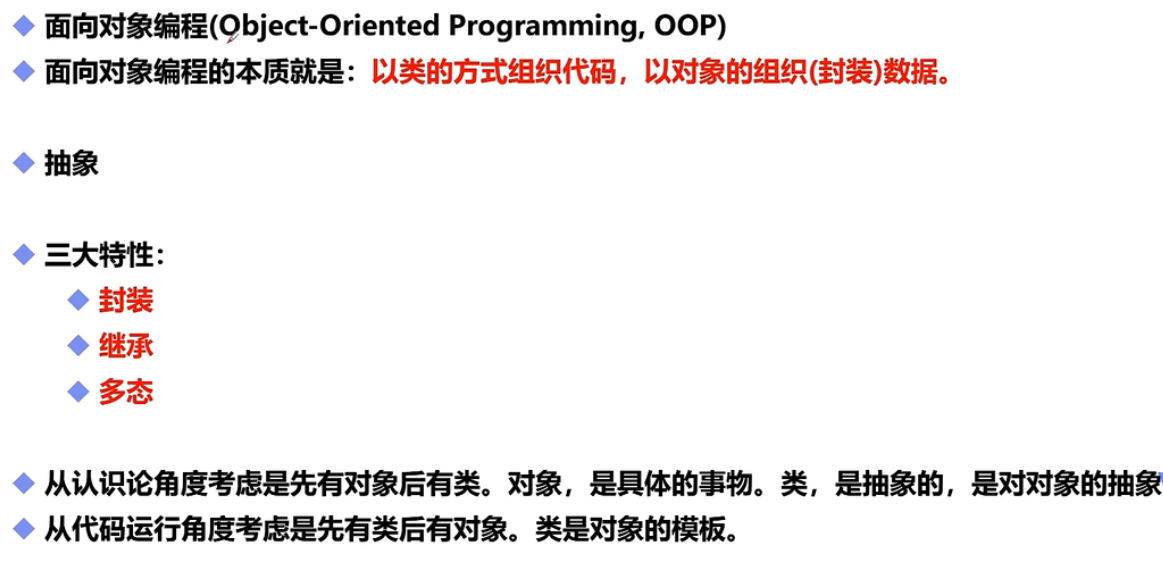 面向对象编程(Object-Oriented Programming, OOP)
面向对象编程的本质就是：以类的方式组织代码，以对象的组织(封装)数据。
抽象
三大特性：
封装
继承
多态
从认识论角度考虑是先有对象后有类。对象，是具体的事物。类，是抽象的，是对对象的抽象
从代码运行角度考虑是先有类后有对象。类是对象的模板。